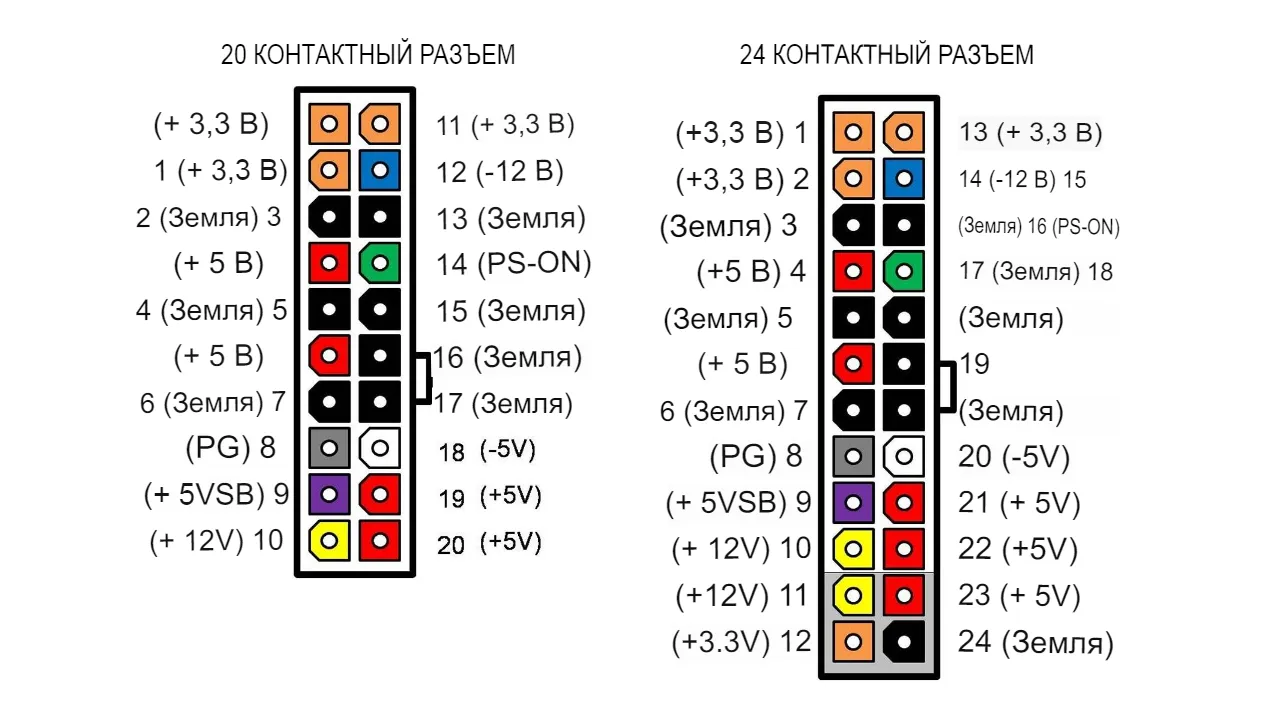 20 КОНТАКТНЫЙ РАЗЪЕМ
(+ 3,3 В)
1 (+ 3,3 В)
2 (Земля) 3
(+ 5 В)
4 (Земля) 5
(+ 5 В)
6 (Земля) 7
(PG) 8
(+ 5VSB) 9
(+ 12V) 10
11 (+ 3,3 В)
12 (-12 В)
13 (Земля)
14 (PS-ON)
15 (Земля)
16 (Земля)
17 (Земля)
18 (-5V)
19 (+5V)
20 (+5V)
24 КОНТАКТНЫЙ РАЗЪЕМ
(+3,3 В) 1
(+3,3 В) 2
(Земля) 3
(+5 В) 4
(Земля) 5
(+ 5 В)
6 (Земля) 7
(PG) 8
(+ 5VSB) 9
(+ 12V) 10
(+12V) 11
(+3.3V) 12
13 (+ 3,3 В)
14 (-12 В) 15
(Земля) 16 (PS-ON)
17 (Земля) 18
(Земля)
19
(Земля)
20 (-5V)
21 (+ 5V)
22 (+5V)
23 (+ 5V)
24 (Земля)